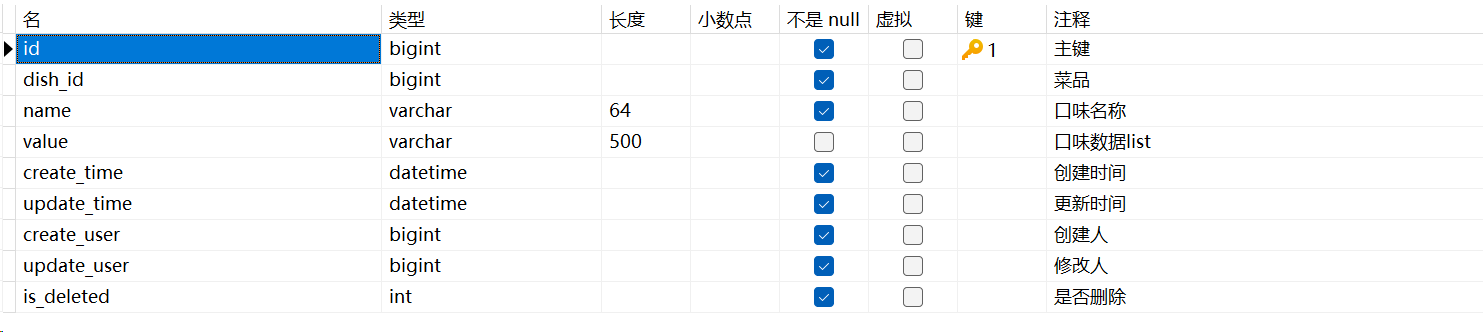 名 类型 长度 小数点 不是 null 虚拟 键 注释
id bigint 1 主键
dish_id bigint 菜品
name varchar 64 口味名称
value varchar 500 口味数据list
create_time datetime 创建时间
update_time datetime 更新时间
create_user bigint 创建人
update_user bigint 修改人
is_deleted int 是否删除